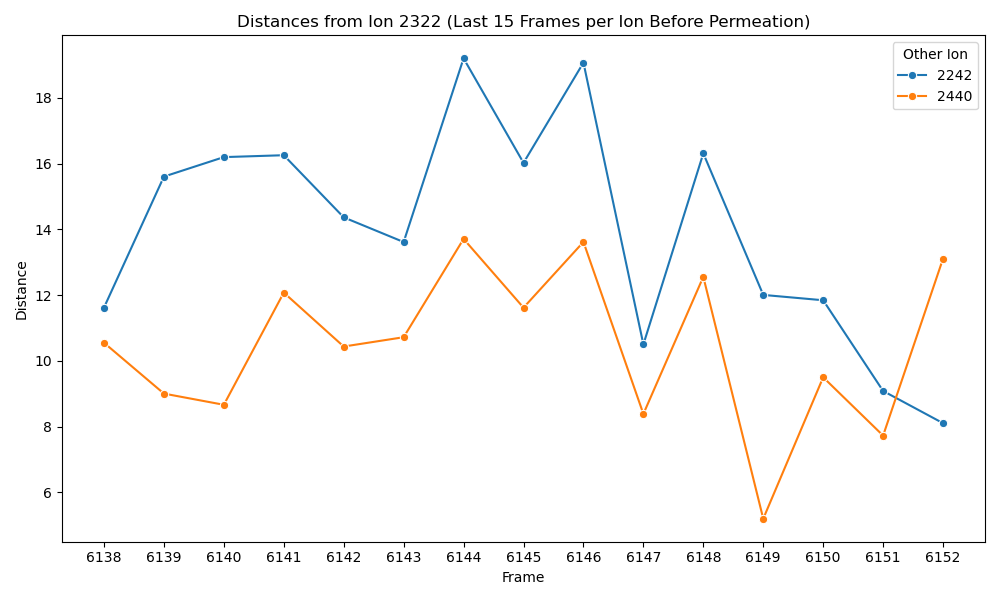 Distances from Ion 2322 (Last 15 Frames per Ion Before Permeation)
Other Ion
2242
2440
Distance
18
16
14
12
10
8
6
6138 6139 6140 6141 6142 6143 6144 6145 6146 6147 6148 6149 6150 6151 6152
Frame